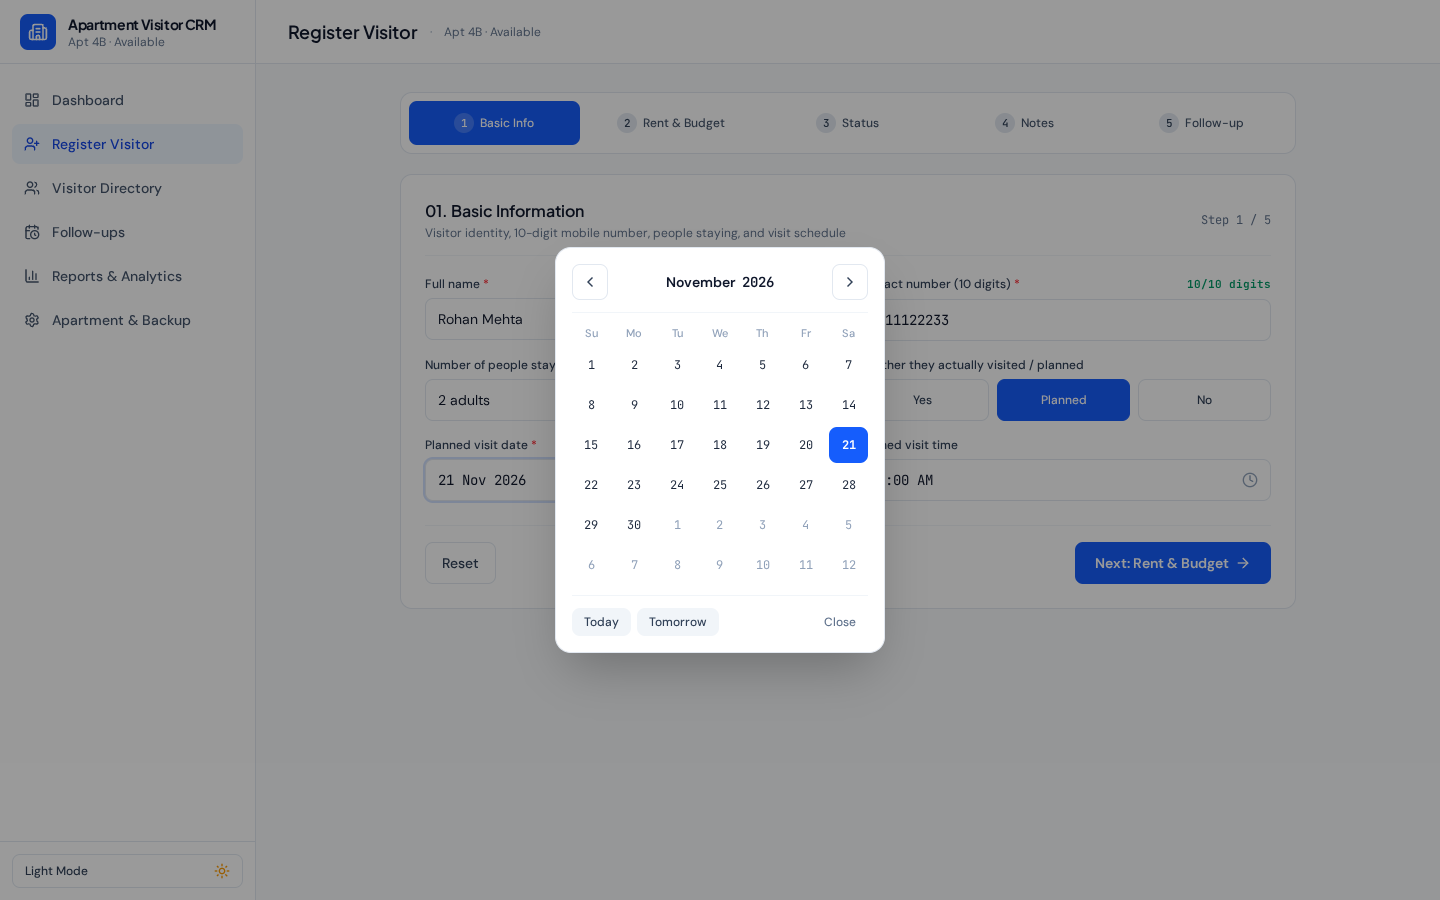 Apartment Visitor CRM
Apt 4B · Available
Register Visitor · Apt 4B · Available
Dashboard
Register Visitor
Visitor Directory
Follow-ups
Reports & Analytics
Apartment & Backup
Light Mode
1 Basic Info 2 Rent & Budget 3 Status 4 Notes 5 Follow-up
01. Basic Information
Visitor identity, 10-digit mobile number, people staying, and visit schedule
Step 1 / 5
Full name *
Rohan Mehta
act number (10 digits) * 10/10 digits
11122233
Number of people stay
2 adults
ther they actually visited / planned
Yes Planned No
Planned visit date *
21 Nov 2026
ned visit time
:00 AM
Reset
Next: Rent & Budget
November 2026
Su Mo Tu We Th Fr Sa
1 2 3 4 5 6 7
8 9 10 11 12 13 14
15 16 17 18 19 20 21
22 23 24 25 26 27 28
29 30 1 2 3 4 5
6 7 8 9 10 11 12
Today Tomorrow Close